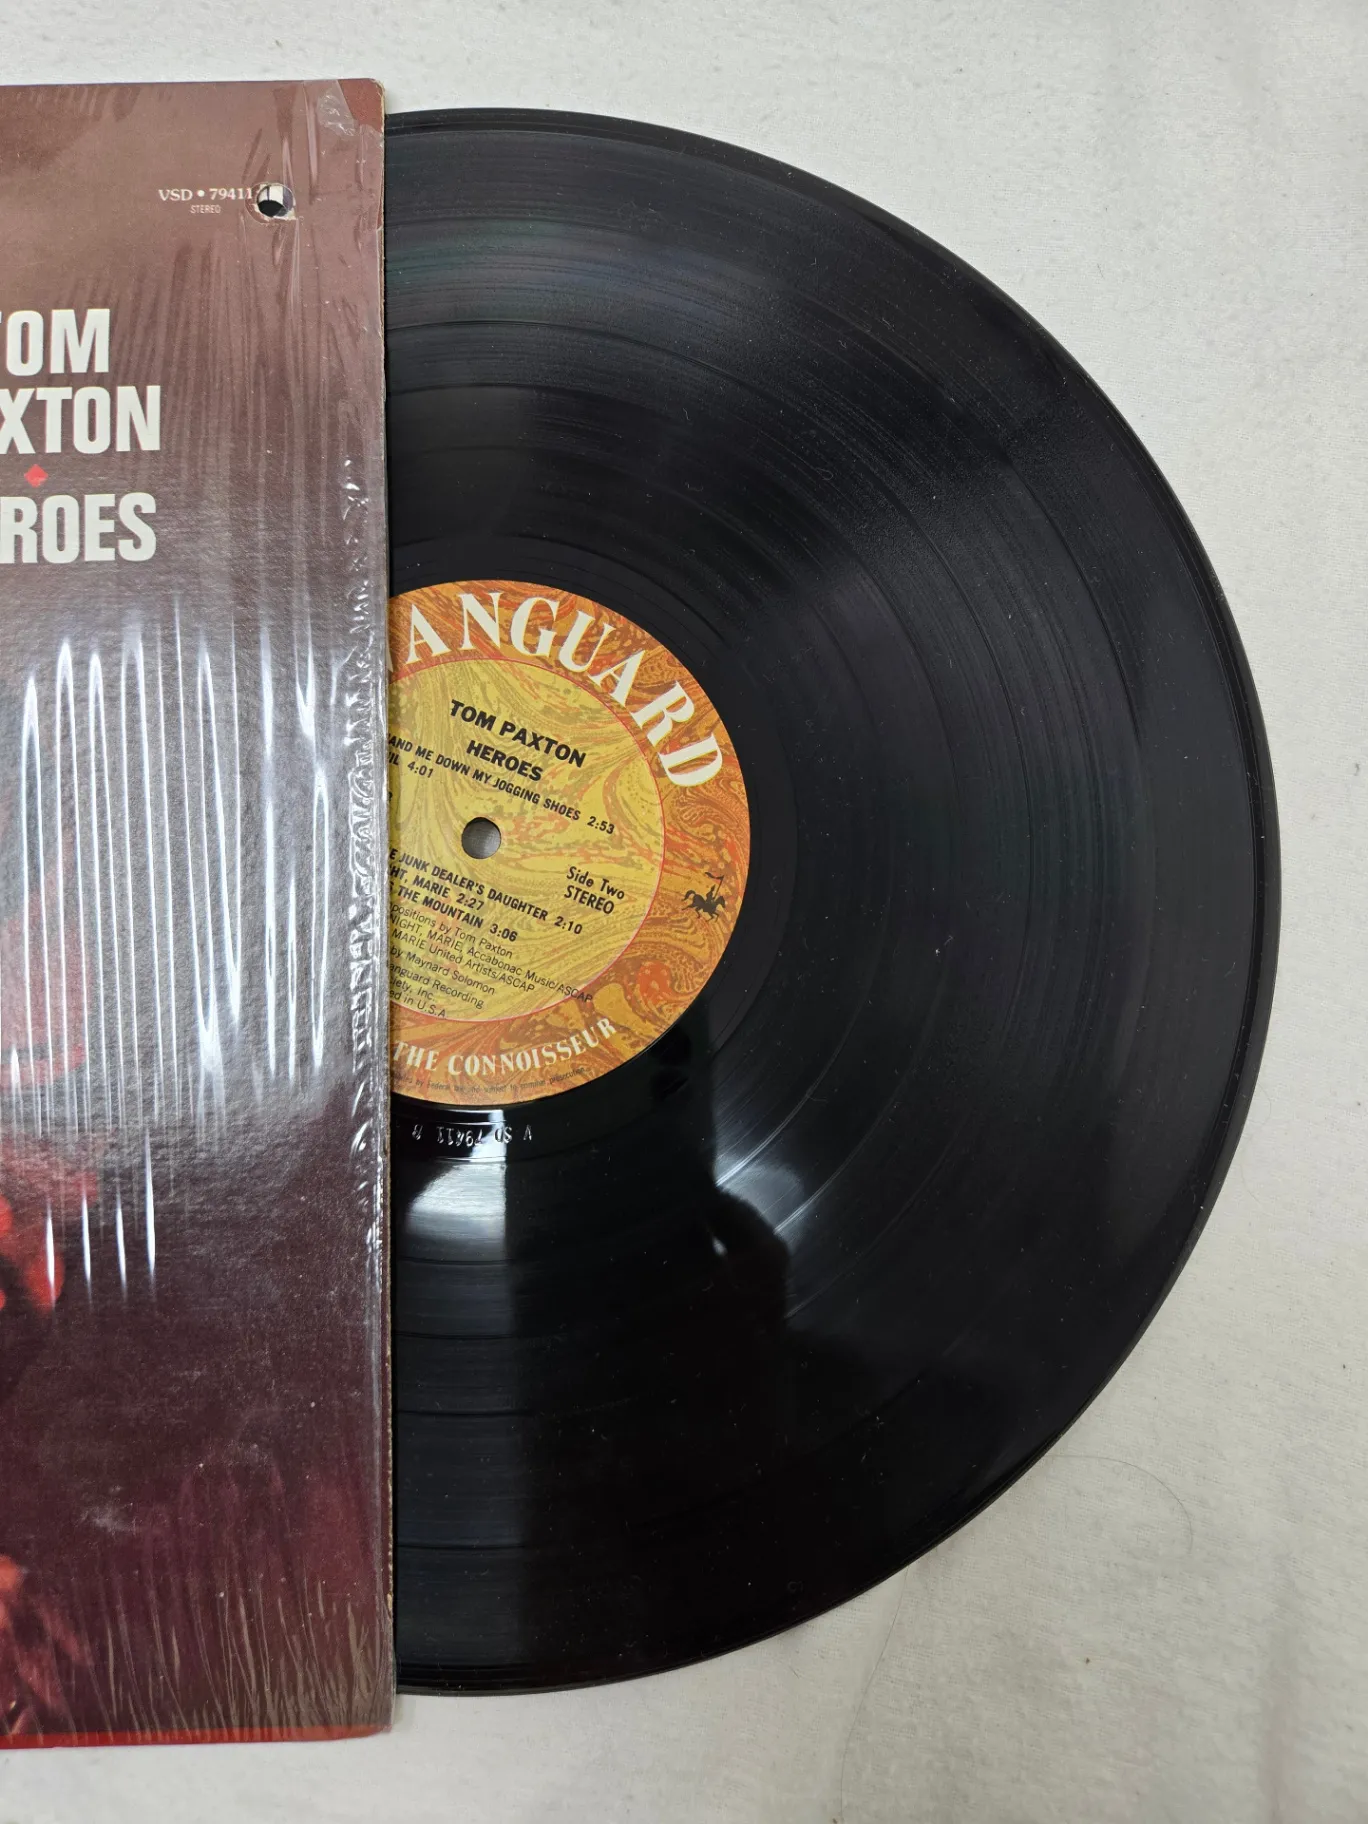 VSD • 79411
STEREO
TOM
XTON
ROES
VANGUARD
TOM PAXTON
HEROES
AND ME DOWN MY JOGGING SHOES 2:53
4:01
JUNK DEALER'S DAUGHTER 2:10
HT, MARIE 2:27
THE MOUNTAIN 3:06
Side Two
STEREO
positions by Tom Paxton
NIGHT, MARIE, Accabonac Music/ASCAP
MARIE United Artists/ASCAP
by Maynard Solomon
anguard Recording
iety, Inc.
ed in U.S.A.
THE CONNOISSEUR
V SD 79411